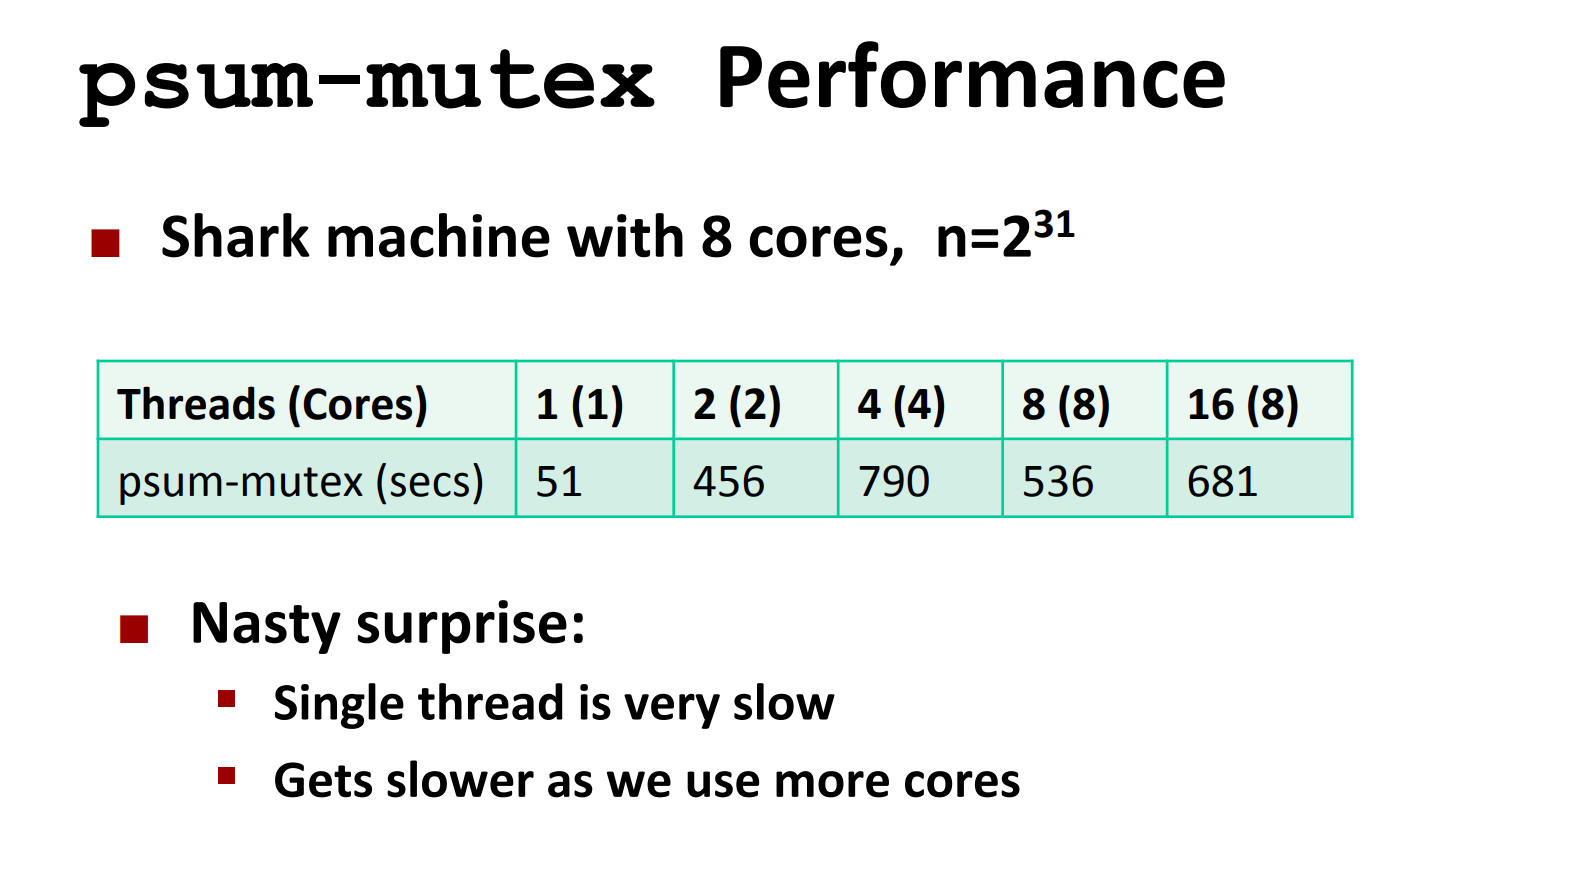 psum-mutex Performance
Shark machine with 8 cores, n=2³¹
Threads (Cores) 1 (1) 2 (2) 4 (4) 8 (8) 16 (8)
psum-mutex (secs) 51 456 790 536 681
Nasty surprise:
Single thread is very slow
Gets slower as we use more cores